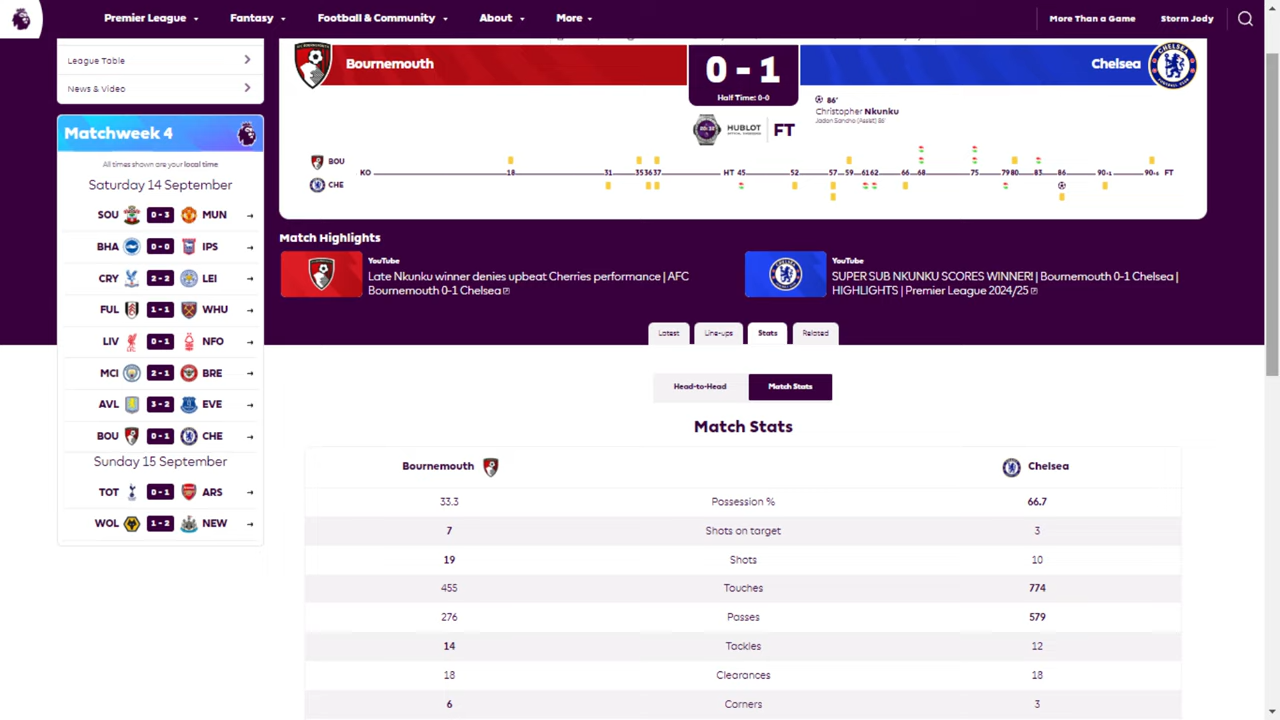 Premier League
Fantasy
Football & Community
About
More
More Than a Game
Storm Jody
League Table
News & Video
Matchweek 4
All times shown are your local time
Saturday 14 September
SOU 0 - 3 MUN
BHA 0 - 0 IPS
CRY 2 - 2 LEI
FUL 1 - 1 WHU
LIV 0 - 1 NFO
MCI 2 - 1 BRE
AVL 3 - 2 EVE
BOU 0 - 1 CHE
Sunday 15 September
TOT 0 - 1 ARS
WOL 1 - 2 NEW
Bournemouth
0 - 1
Chelsea
Half Time: 0-0
86'
Christopher Nkunku
Jadon Sancho (Assist) 86'
HUBLOT
FT
BOU
CHE
KO 18 31 35 36 37 HT 45 52 57 59 61 62 66 68 75 79 80 83 86 90 FT
Match Highlights
YouTube
Late Nkunku winner denies upbeat Cherries performance | AFC
Bournemouth 0-1 Chelsea
YouTube
SUPER SUB NKUNKU SCORES WINNER! | Bournemouth 0-1 Chelsea |
HIGHLIGHTS | Premier League 2024/25
Latest
Line-ups
Stats
Related
Head-to-Head
Match Stats
Match Stats
Bournemouth Chelsea
33.3 Possession % 66.7
7 Shots on target 3
19 Shots 10
455 Touches 774
276 Passes 579
14 Tackles 12
18 Clearances 18
6 Corners 3